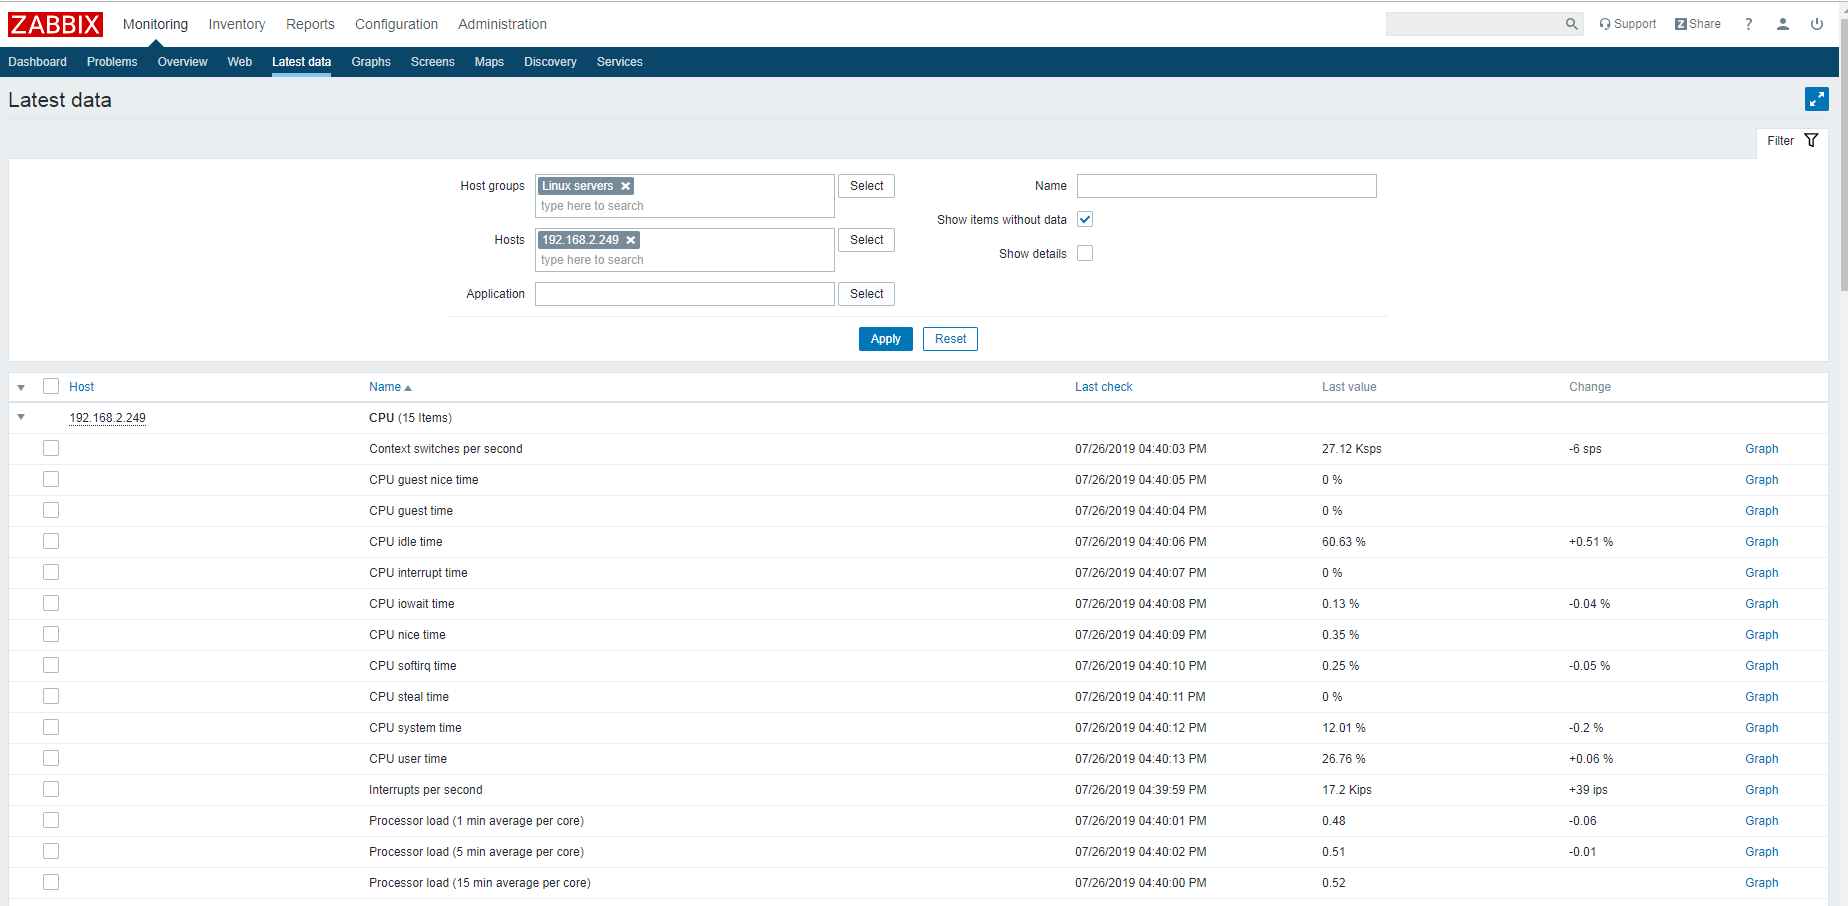 ZABBIX Monitoring Inventory Reports Configuration Administration Support Z Share ?
Dashboard Problems Overview Web Latest data Graphs Screens Maps Discovery Services
Latest data
Filter
Host groups Linux servers Select Name
type here to search
Show items without data
Hosts 192.168.2.249 Select
Show details
type here to search
Application Select
Apply Reset
Host Name Last check Last value Change
192.168.2.249 CPU (15 Items)
Context switches per second 07/26/2019 04:40:03 PM 27.12 Ksps -6 sps Graph
CPU guest nice time 07/26/2019 04:40:05 PM 0 % Graph
CPU guest time 07/26/2019 04:40:04 PM 0 % Graph
CPU idle time 07/26/2019 04:40:06 PM 60.63 % +0.51 % Graph
CPU interrupt time 07/26/2019 04:40:07 PM 0 % Graph
CPU iowait time 07/26/2019 04:40:08 PM 0.13 % -0.04 % Graph
CPU nice time 07/26/2019 04:40:09 PM 0.35 % Graph
CPU softirq time 07/26/2019 04:40:10 PM 0.25 % -0.05 % Graph
CPU steal time 07/26/2019 04:40:11 PM 0 % Graph
CPU system time 07/26/2019 04:40:12 PM 12.01 % -0.2 % Graph
CPU user time 07/26/2019 04:40:13 PM 26.76 % +0.06 % Graph
Interrupts per second 07/26/2019 04:39:59 PM 17.2 Kips +39 ips Graph
Processor load (1 min average per core) 07/26/2019 04:40:01 PM 0.48 -0.06 Graph
Processor load (5 min average per core) 07/26/2019 04:40:02 PM 0.51 -0.01 Graph
Processor load (15 min average per core) 07/26/2019 04:40:00 PM 0.52 Graph